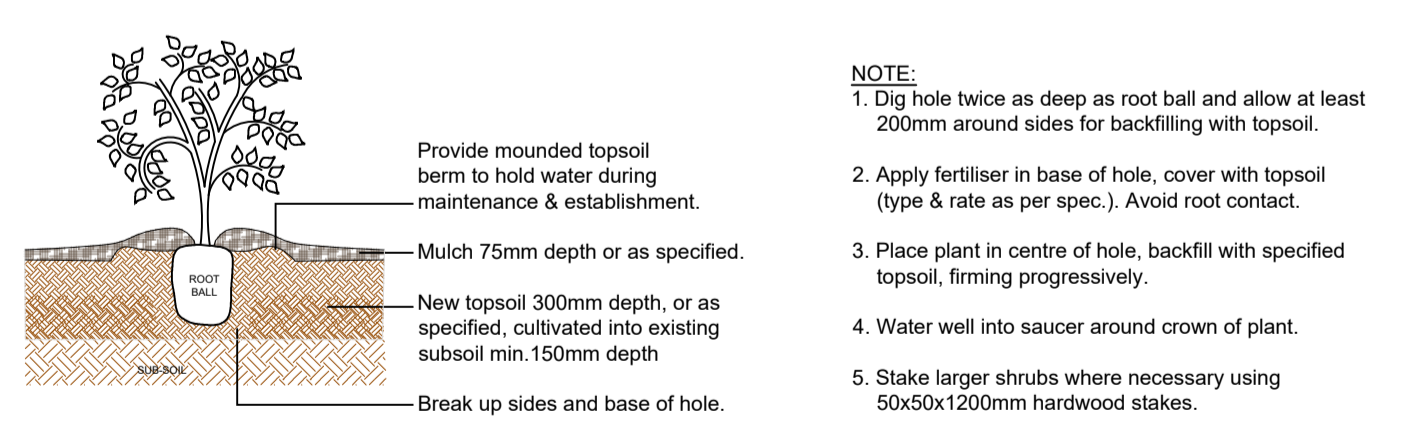 Provide mounded topsoil
berm to hold water during
maintenance & establishment.
Mulch 75mm depth or as specified.
New topsoil 300mm depth, or as
specified, cultivated into existing
subsoil min.150mm depth
Break up sides and base of hole.
ROOT
BALL
SUB-SOIL
NOTE:
1. Dig hole twice as deep as root ball and allow at least
200mm around sides for backfilling with topsoil.
2. Apply fertiliser in base of hole, cover with topsoil
(type & rate as per spec.). Avoid root contact.
3. Place plant in centre of hole, backfill with specified
topsoil, firming progressively.
4. Water well into saucer around crown of plant.
5. Stake larger shrubs where necessary using
50x50x1200mm hardwood stakes.